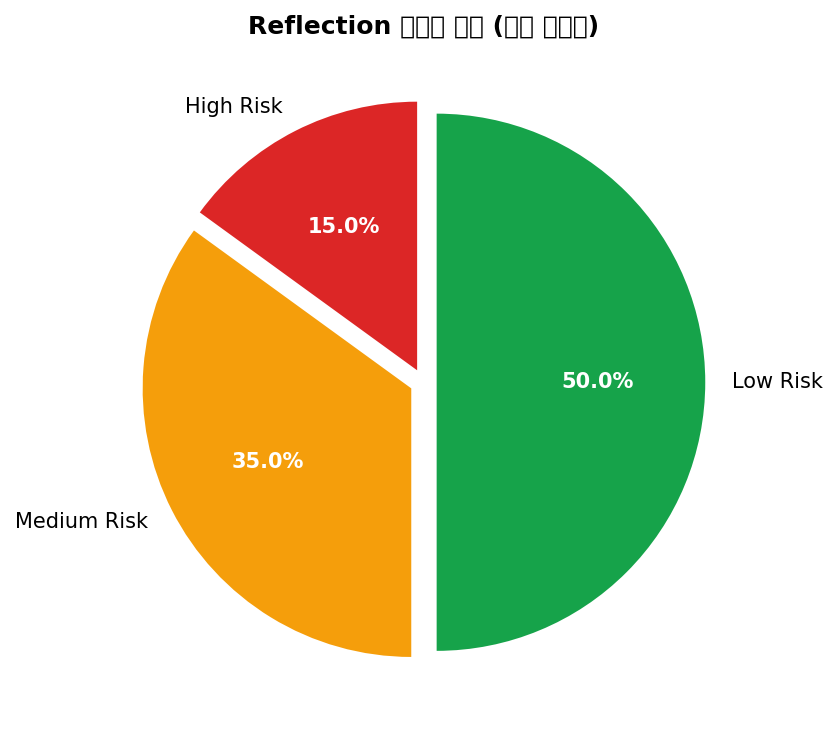 Reflection (
High Risk
15.0%
50.0%
Low Risk
35.0%
Medium Risk